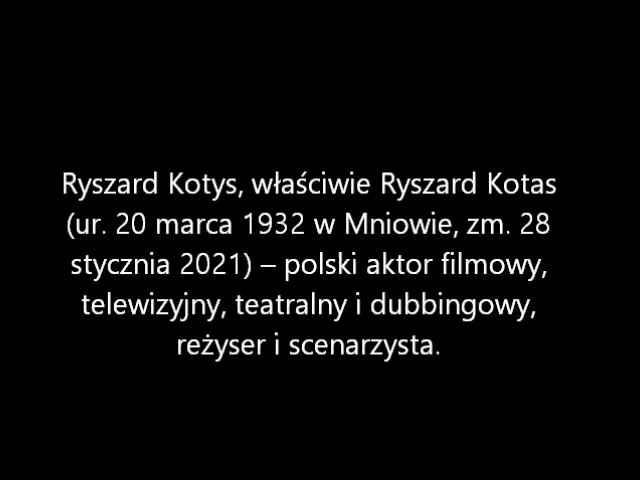 Ryszard Kotys, właściwie Ryszard Kotas
(ur. 20 marca 1932 w Mniowie, zm. 28
stycznia 2021) – polski aktor filmowy,
telewizyjny, teatralny i dubbingowy,
reżyser i scenarzysta.